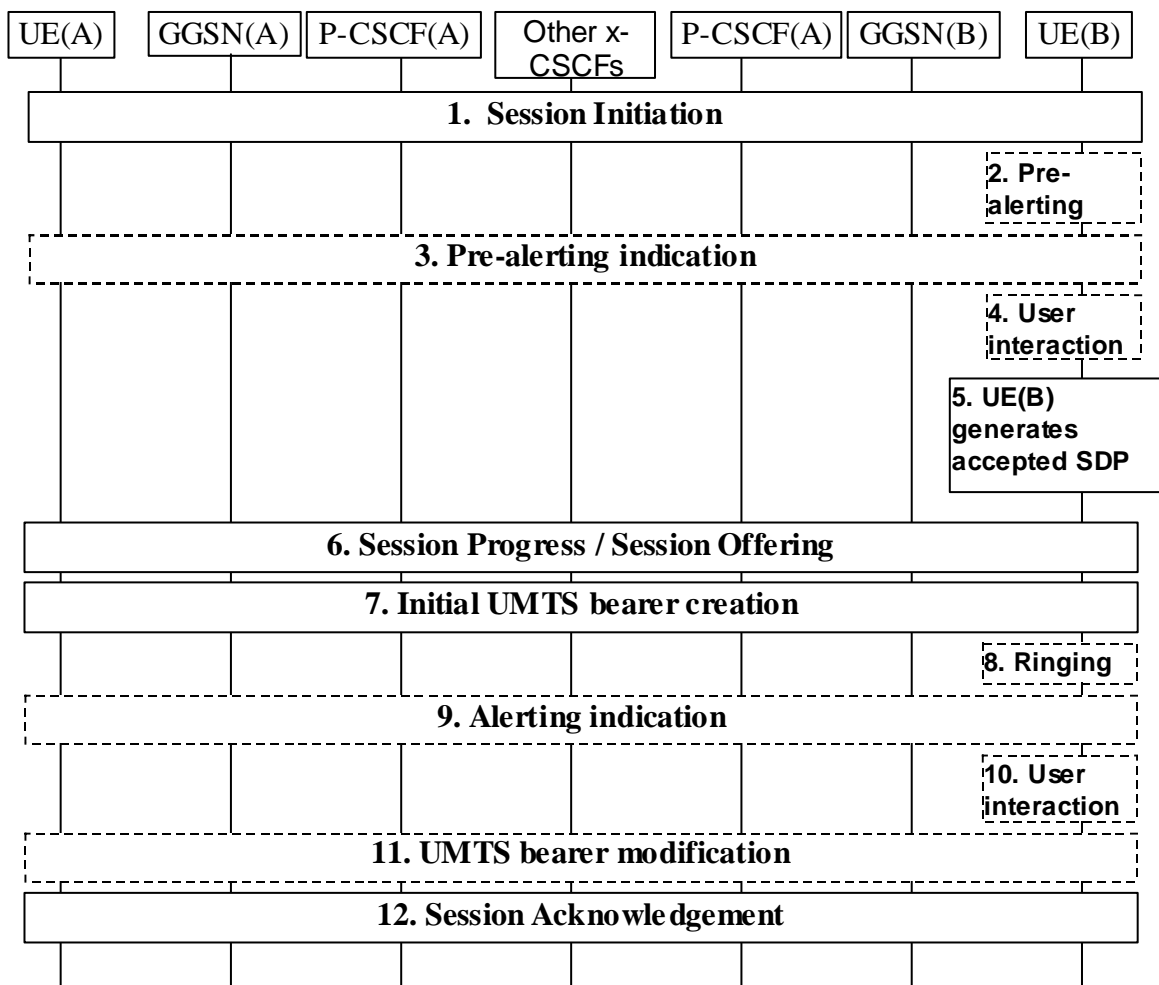 UE(A)
GGSN(A)
P-CSCF(A)
Other x-
CSCFs
P-CSCF(A)
GGSN(B)
UE(B)
1. Session Initiation
2. Pre-
alerting
3. Pre-alerting indication
4. User
interaction
5. UE(B)
generates
accepted SDP
6. Session Progress / Session Offering
7. Initial UMTS bearer creation
8. Ringing
9. Alerting indication
10. User
interaction
11. UMTS bearer modification
12. Session Acknowledgement